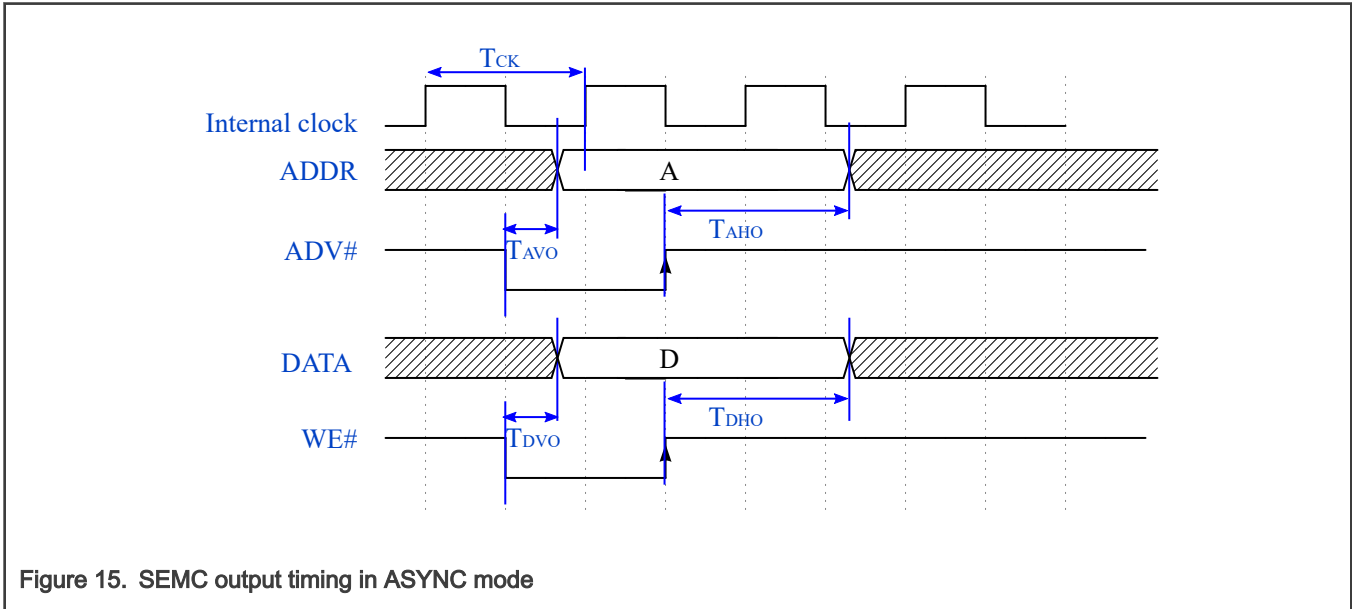 TCK
Internal clock
ADDR
A
TAHO
ADV#
TAVO
DATA
D
TDHO
WE#
TDVO
Figure 15. SEMC output timing in ASYNC mode